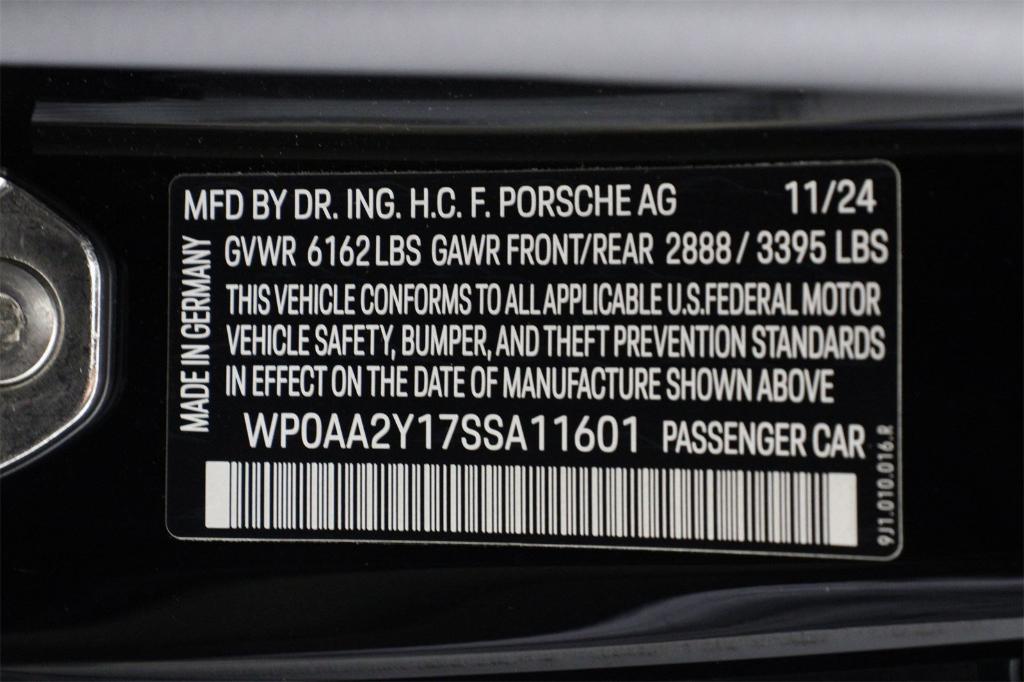 MFD BY DR. ING. H.C. F. PORSCHE AG 11/24
GVWR 6162 LBS GAWR FRONT/REAR 2888 / 3395 LBS
THIS VEHICLE CONFORMS TO ALL APPLICABLE U.S.FEDERAL MOTOR
VEHICLE SAFETY, BUMPER, AND THEFT PREVENTION STANDARDS
IN EFFECT ON THE DATE OF MANUFACTURE SHOWN ABOVE
MADE IN GERMANY
WP0AA2Y17SSA11601 PASSENGER CAR
9J1.010.016.R